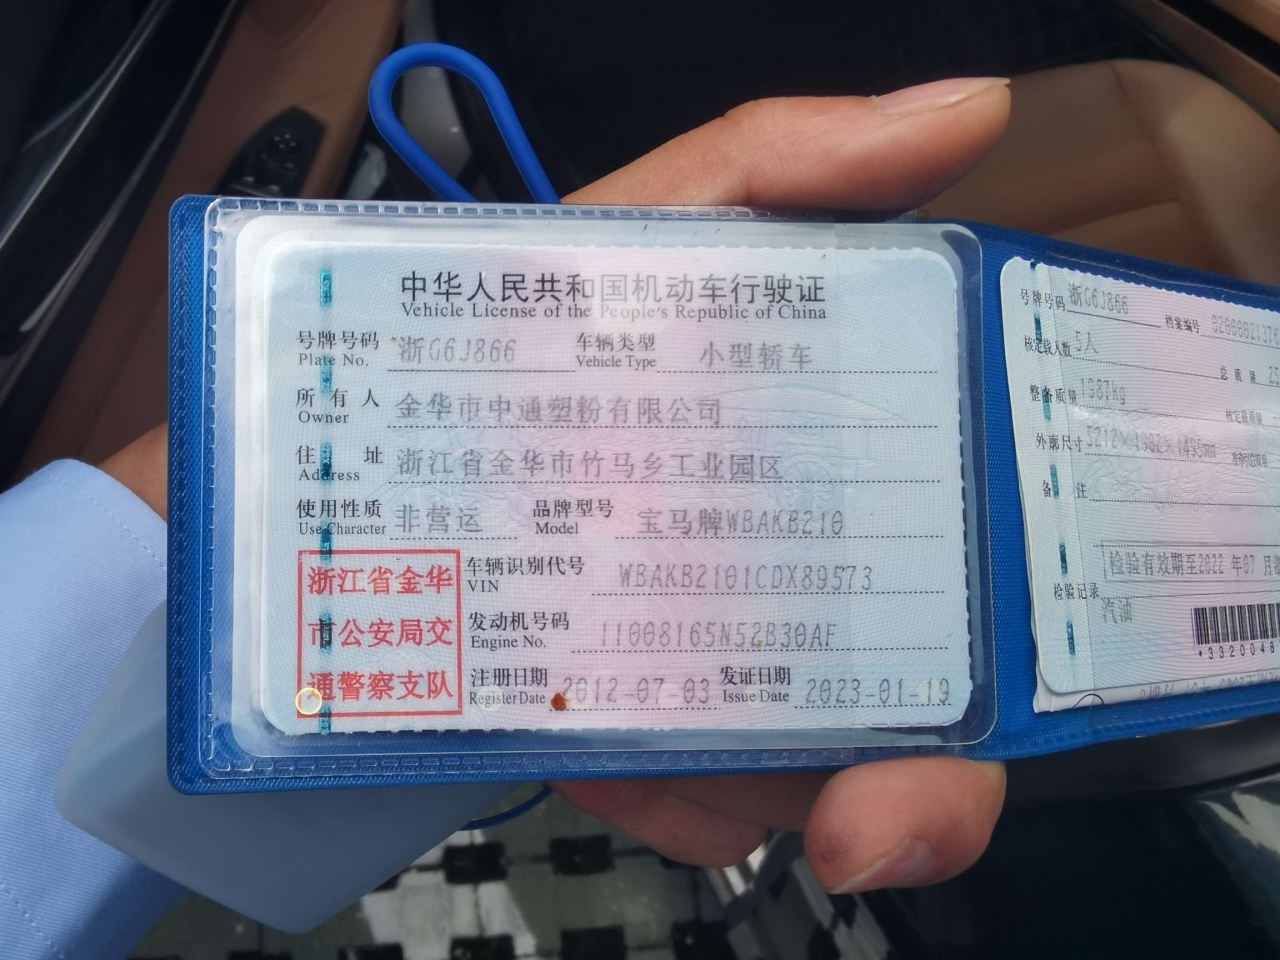 中华人民共和国机动车行驶证
Vehicle License of the People's Republic of China
号牌号码 浙G6J866 车辆类型 小型轿车
Plate No. Vehicle Type
所有人 金华市中通塑粉有限公司
Owner
住址 浙江省金华市竹马乡工业园区
Address
使用性质 非营运 品牌型号 宝马牌WBAKB210
Use Character Model
浙江省金华
市公安局交
通警察支队
车辆识别代号 WBAKB2101CDX89573
VIN
发动机号码 11008165N52B30AF
Engine No.
注册日期 2012-07-03 发证日期 2023-01-19
Register Date Issue Date
号牌号码 浙G6J866 档案编号
核定载人数 5人 总质量
整备质量 1987kg 核定载质量
外廓尺寸 5212×1902×1495mm
备注
检验有效期至2022年07月
检验记录
汽油